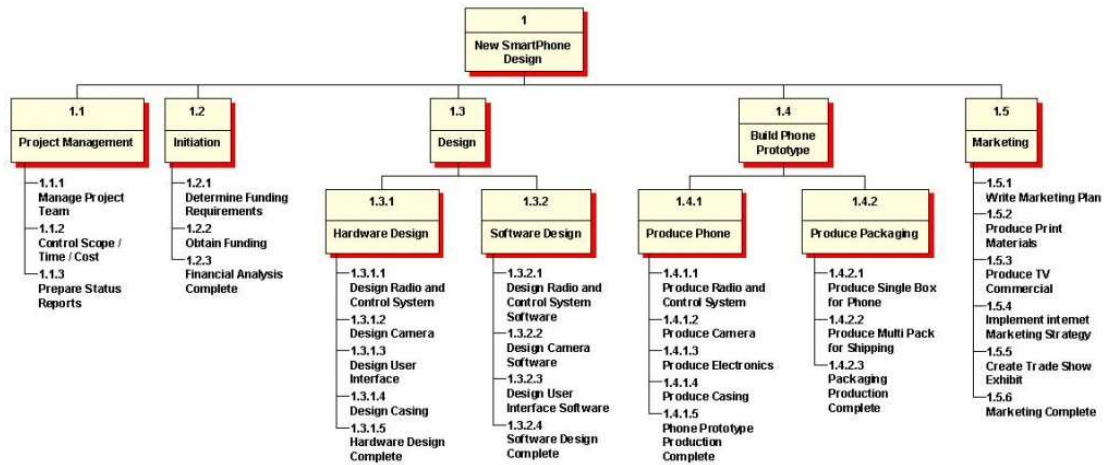 1
New SmartPhone
Design
1.1
Project Management
1.1.1
Manage Project
Team
1.1.2
Control Scope /
Time / Cost
1.1.3
Prepare Status
Reports
1.2
Initiation
1.2.1
Determine Funding
Requirements
1.2.2
Obtain Funding
1.2.3
Financial Analysis
Complete
1.3
Design
1.3.1
Hardware Design
1.3.1.1
Design Radio and
Control System
1.3.1.2
Design Camera
1.3.1.3
Design User
Interface
1.3.1.4
Design Casing
1.3.1.5
Hardware Design
Complete
1.3.2
Software Design
1.3.2.1
Design Radio and
Control System
Software
1.3.2.2
Design Camera
Software
1.3.2.3
Design User
Interface Software
1.3.2.4
Software Design
Complete
1.4
Build Phone
Prototype
1.4.1
Produce Phone
1.4.1.1
Produce Radio and
Control System
1.4.1.2
Produce Camera
1.4.1.3
Produce Electronics
1.4.1.4
Produce Casing
1.4.1.5
Phone Prototype
Production
Complete
1.4.2
Produce Packaging
1.4.2.1
Produce Single Box
for Phone
1.4.2.2
Produce Multi Pack
for Shipping
1.4.2.3
Packaging
Production
Complete
1.5
Marketing
1.5.1
Write Marketing Plan
1.5.2
Produce Print
Materials
1.5.3
Produce TV
Commercial
1.5.4
Implement internet
Marketing Strategy
1.5.5
Create Trade Show
Exhibit
1.5.6
Marketing Complete